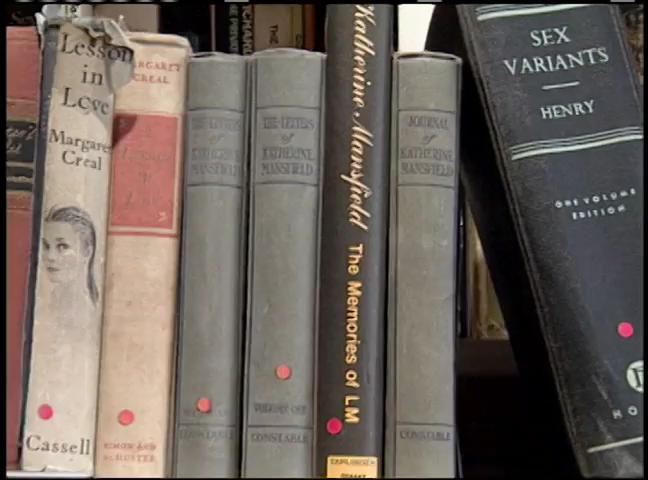 Lesson
in
Love
Margaret
Creal
Cassell
MARGARET
CREAL
SIMON AND
SCHUSTER
THE LETTERS
of
KATHERINE
MANSFIELD
CONSTABLE
THE LETTERS
of
KATHERINE
MANSFIELD
VOLUME ONE
CONSTABLE
Katherine Mansfield The Memories of LM
JOURNAL
of
KATHERINE
MANSFIELD
CONSTABLE
SEX
VARIANTS
HENRY
ONE VOLUME
EDITION